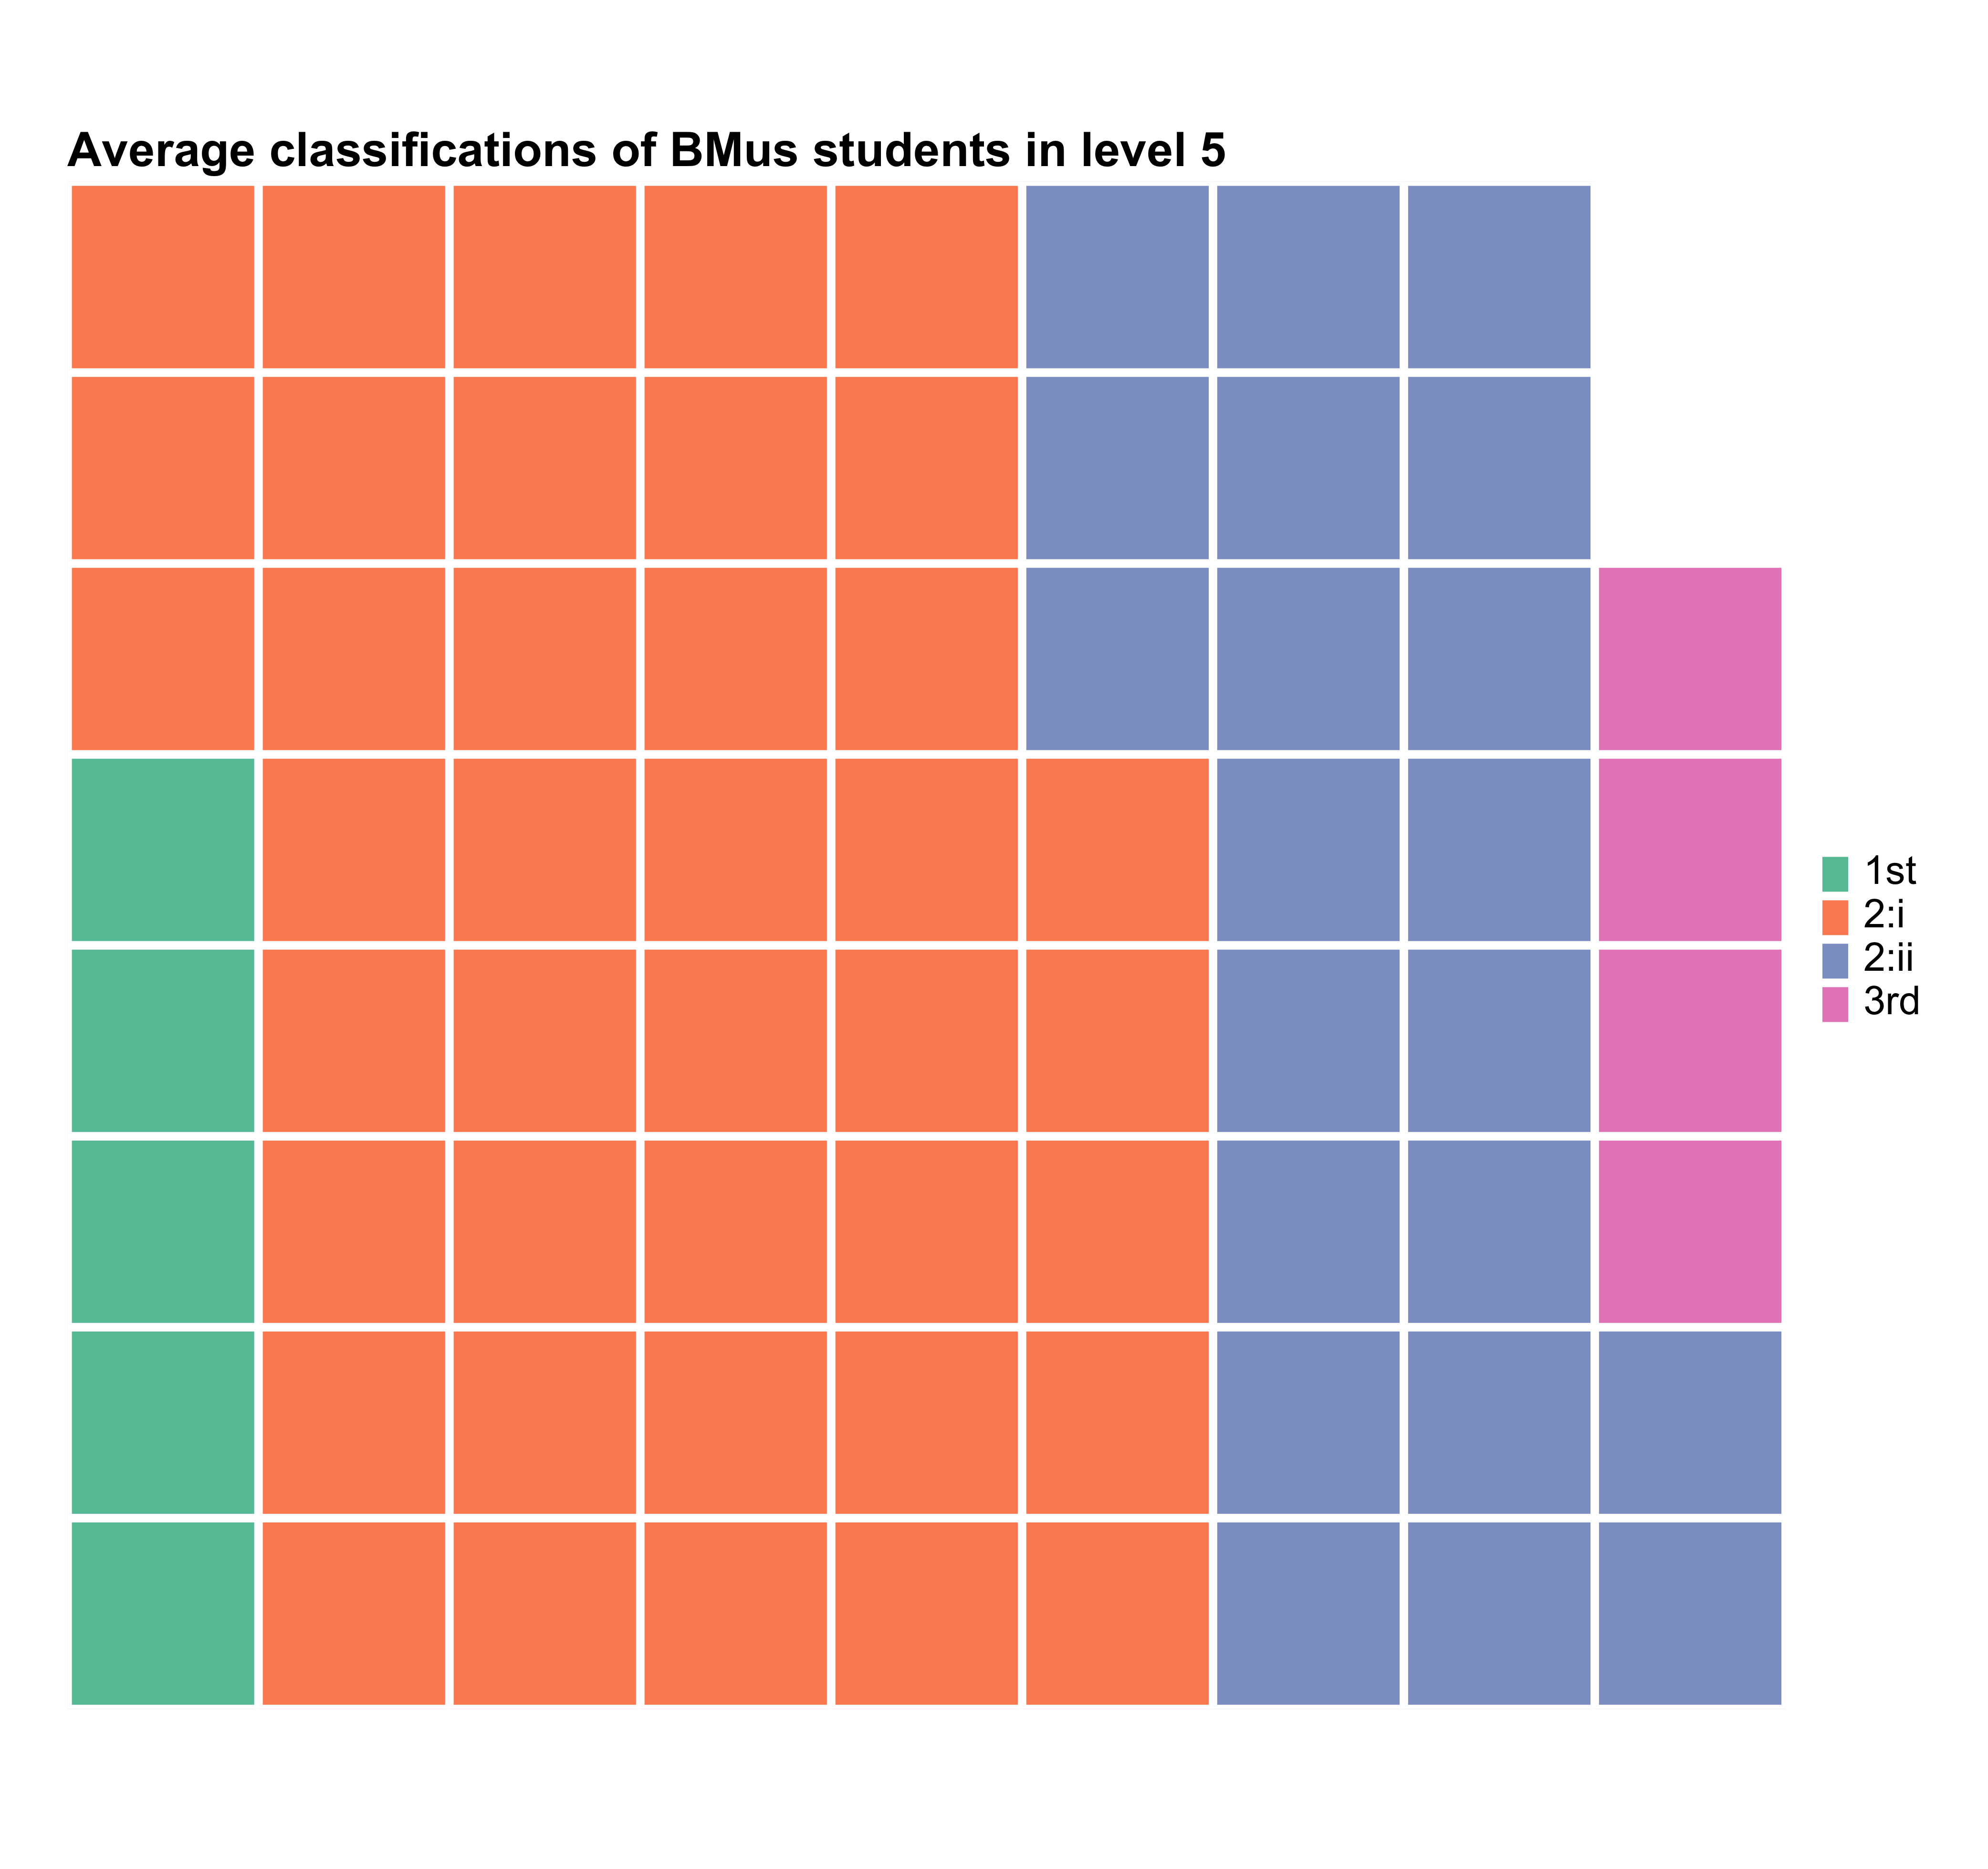 Average classifications of BMus students in level 5
1st
2:i
2:ii
3rd